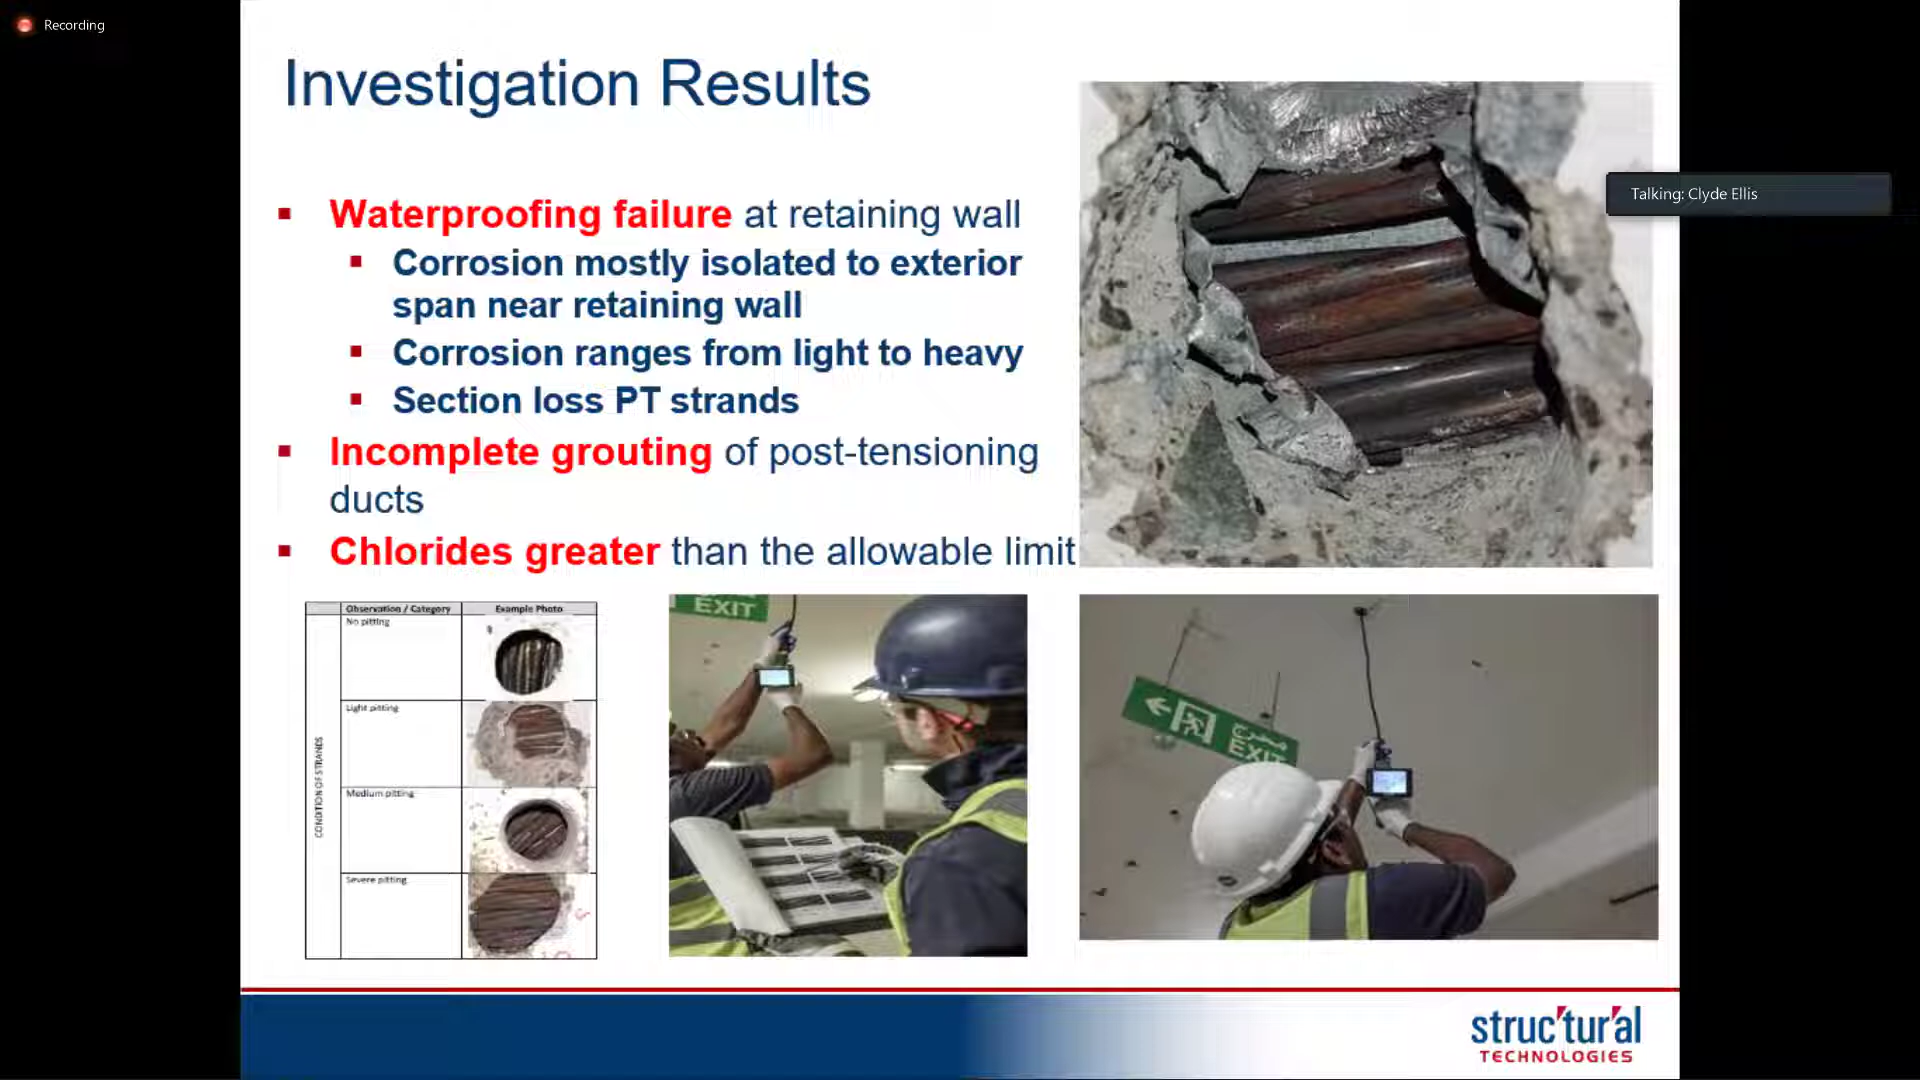 Recording
Investigation Results
Talking: Clyde Ellis
Waterproofing failure at retaining wall
Corrosion mostly isolated to exterior
span near retaining wall
Corrosion ranges from light to heavy
Section loss PT strands
Incomplete grouting of post-tensioning
ducts
Chlorides greater than the allowable limit
Observation / Category
Example Photo
CONDITION OF STRANDS
No pitting
Light pitting
Medium pitting
Severe pitting
EXIT
مخرج
EXIT
structural
TECHNOLOGIES